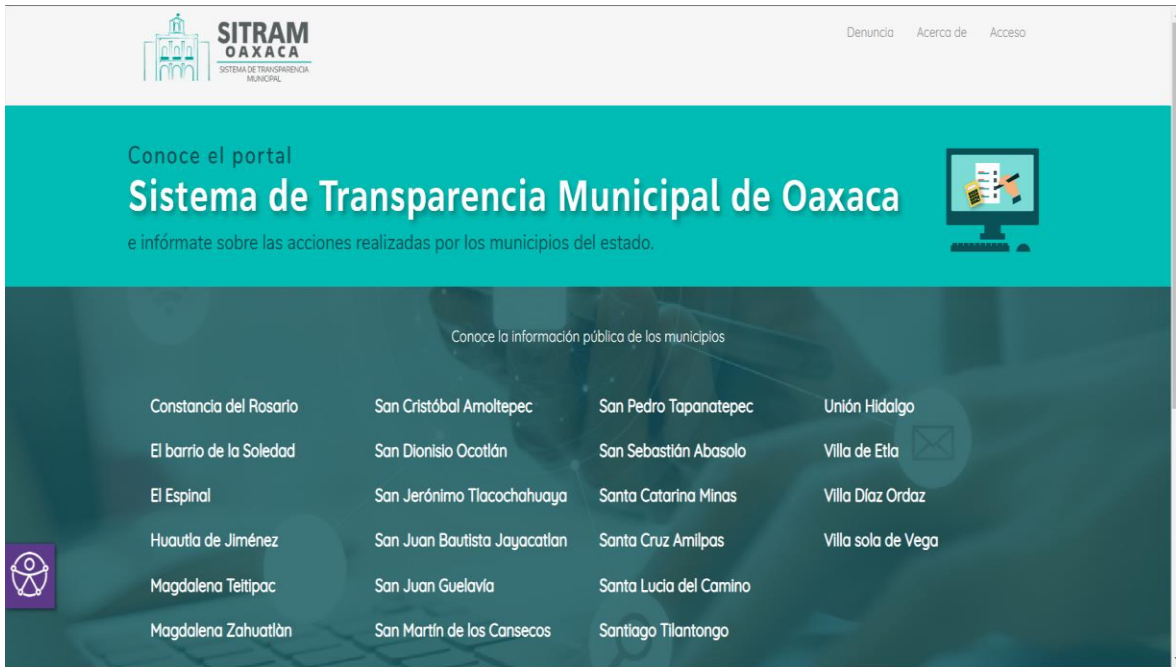 SITRAM
OAXACA
SISTEMA DE TRANSPARENCIA
MUNICIPAL
Denuncia Acerca de Acceso
Conoce el portal
Sistema de Transparencia Municipal de Oaxaca
e infórmate sobre las acciones realizadas por los municipios del estado.
Conoce la información pública de los municipios
Constancia del Rosario San Cristóbal Amoltepec San Pedro Tapanatepec Unión Hidalgo
El barrio de la Soledad San Dionisio Ocotlán San Sebastián Abasolo Villa de Etla
El Espinal San Jerónimo Tlacochahuaya Santa Catarina Minas Villa Díaz Ordaz
Huautla de Jiménez San Juan Bautista Jayacatlan Santa Cruz Amilpas Villa sola de Vega
Magdalena Teitipac San Juan Guelavía Santa Lucia del Camino
Magdalena Zahuatlàn San Martín de los Cansecos Santiago Tilantongo